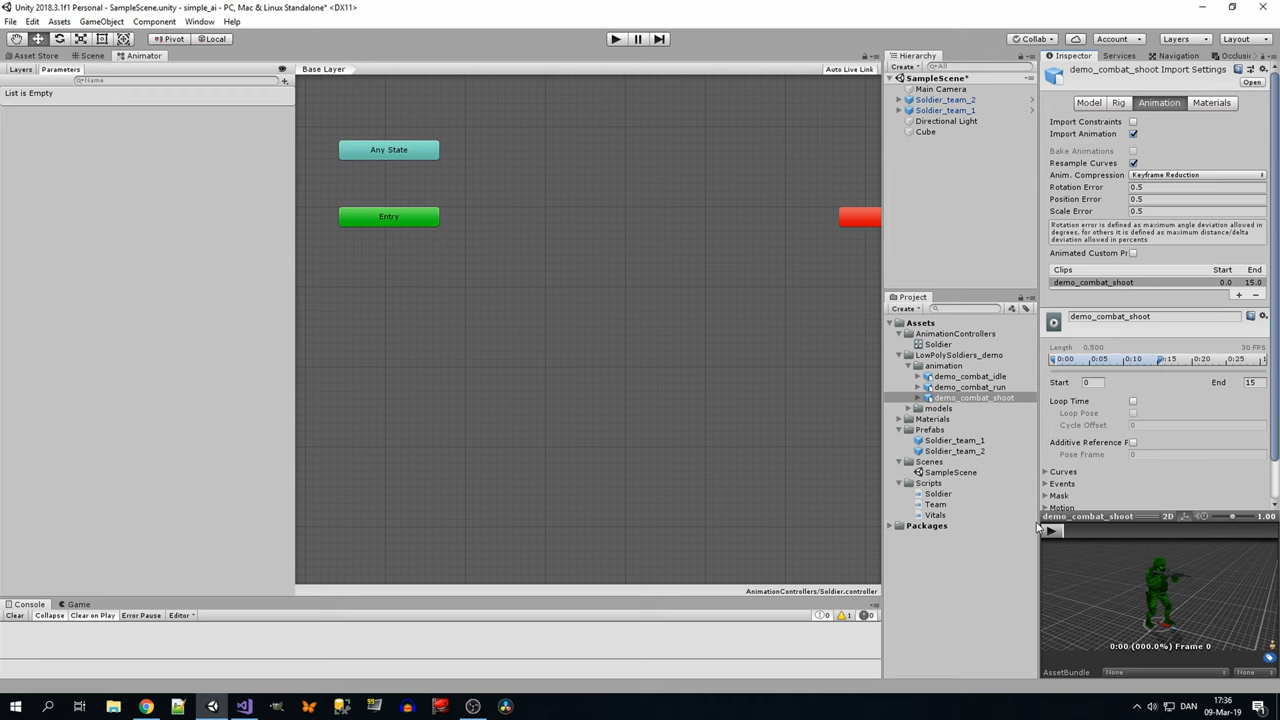 Unity 2018.3.1f1 Personal - SampleScene.unity - simple_ai - PC, Mac & Linux Standalone* <DX11>
File Edit Assets GameObject Component Window Help
Pivot Local Collab Account Layers Layout
Asset Store Scene Animator Hierarchy Inspector Services Navigation
Layers Parameters Base Layer Auto Live Link Create All
Name
List is Empty
Any State
Entry
AnimationControllers/Soldier.controller
SampleScene*
Main Camera
Soldier_team_2
Soldier_team_1
Directional Light
Cube
Project
Create
Assets
AnimationControllers
Soldier
LowPolySoldiers_demo
animation
demo_combat_idle
demo_combat_run
demo_combat_shoot
models
Materials
Prefabs
Soldier_team_1
Soldier_team_2
Scenes
SampleScene
Scripts
Soldier
Team
Vitals
Packages
demo_combat_shoot Import Settings
Open
Model Rig Animation Materials
Import Constraints
Import Animation
Bake Animations
Resample Curves
Anim. Compression Keyframe Reduction
Rotation Error 0.5
Position Error 0.5
Scale Error 0.5
Rotation error is defined as maximum angle deviation allowed in
degrees, for others it is defined as maximum distance/delta
deviation allowed in percents
Animated Custom Pr
Clips Start End
demo_combat_shoot 0.0 15.0
+ -
demo_combat_shoot
Length 0.500 30 FPS
0:00 0:05 0:10 0:15 0:20 0:25 1
Start 0 End 15
Loop Time
Loop Pose
Cycle Offset 0
Additive Reference P
Pose Frame 0
Curves
Events
Mask
Motion
demo_combat_shoot 2D 1.00
0:00 (000.0%) Frame 0
AssetBundle None None
Console Game
Clear Collapse Clear on Play Error Pause Editor 0 1 0
DAN 17:36
09-Mar-19